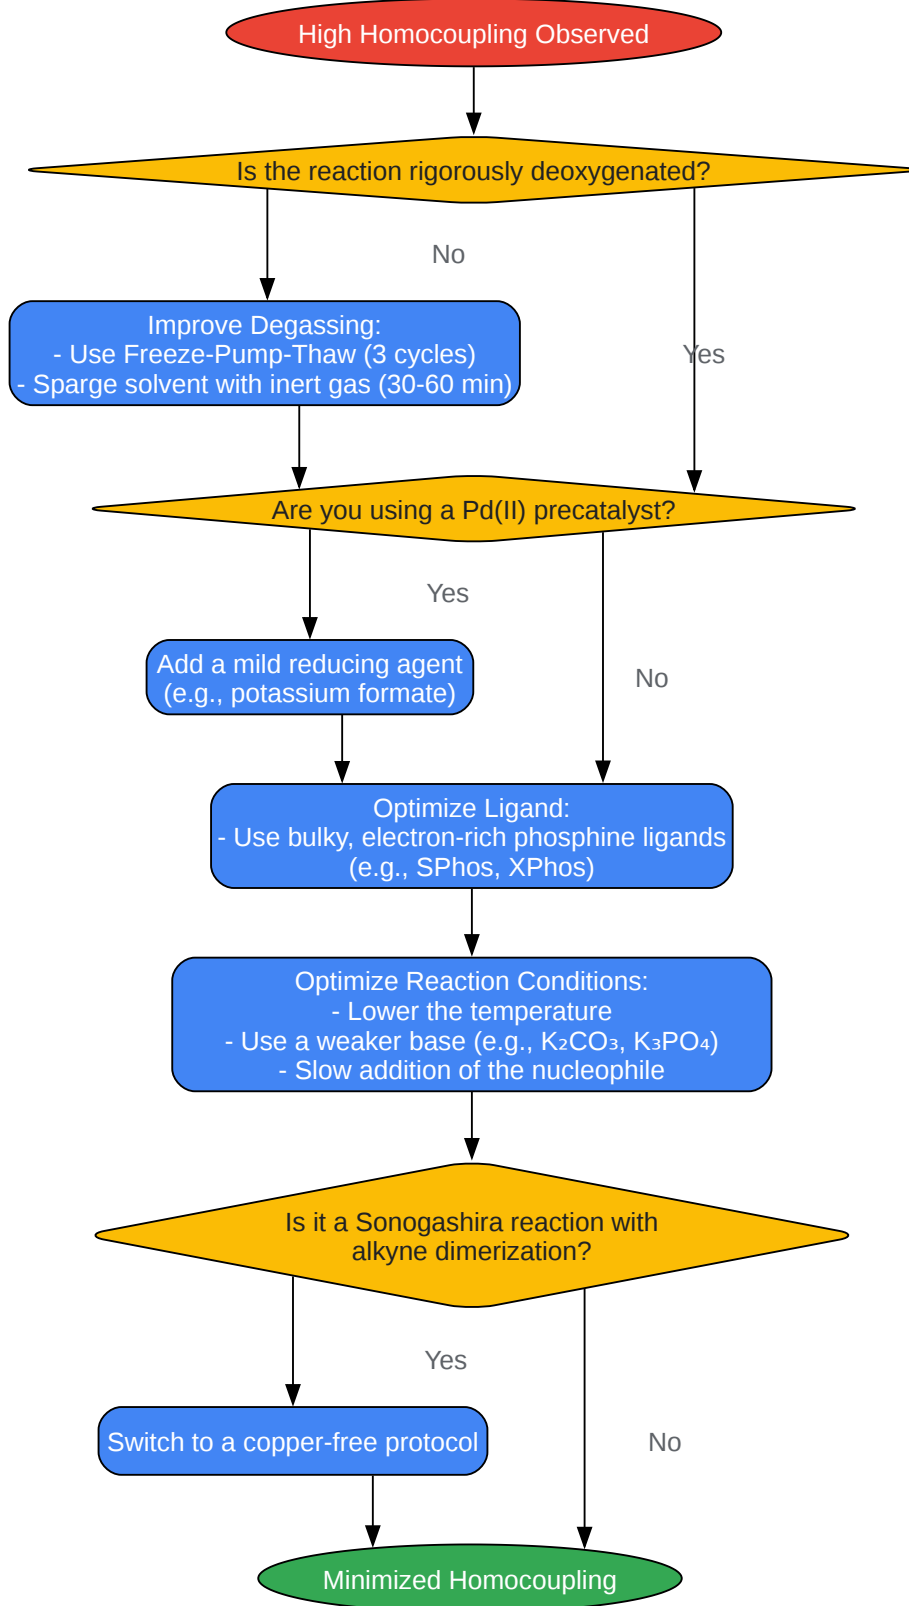 High Homocoupling Observed
Is the reaction rigorously deoxygenated?
No
Improve Degassing:
- Use Freeze-Pump-Thaw (3 cycles)
- Sparge solvent with inert gas (30-60 min)
Yes
Are you using a Pd(II) precatalyst?
Yes
Add a mild reducing agent
(e.g., potassium formate)
No
Optimize Ligand:
- Use bulky, electron-rich phosphine ligands
(e.g., SPhos, XPhos)
Optimize Reaction Conditions:
- Lower the temperature
- Use a weaker base (e.g., K₂CO₃, K₃PO₄)
- Slow addition of the nucleophile
Is it a Sonogashira reaction with
alkyne dimerization?
Yes
Switch to a copper-free protocol
No
Minimized Homocoupling